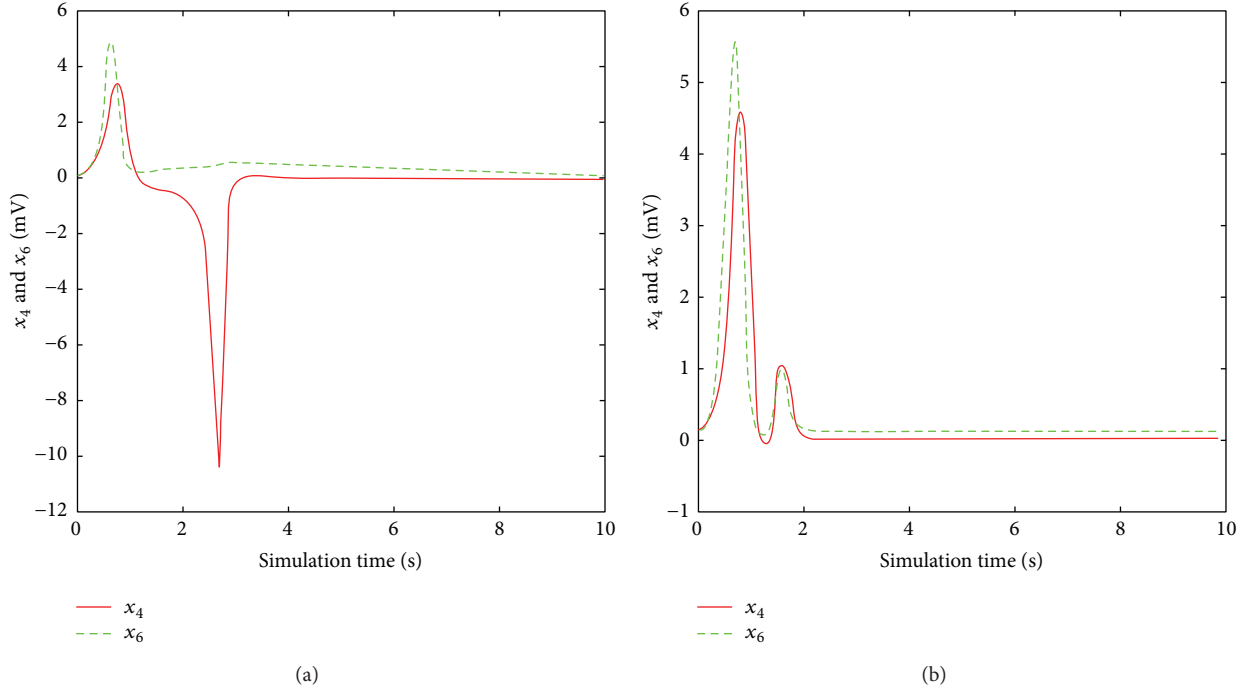 6
4
2
0
−2
−4
−6
−8
−10
−12
x4 and x6 (mV)
0 2 4 6 8 10
Simulation time (s)
x4
x6
(a)
6
5
4
3
2
1
0
−1
x4 and x6 (mV)
0 2 4 6 8 10
Simulation time (s)
x4
x6
(b)